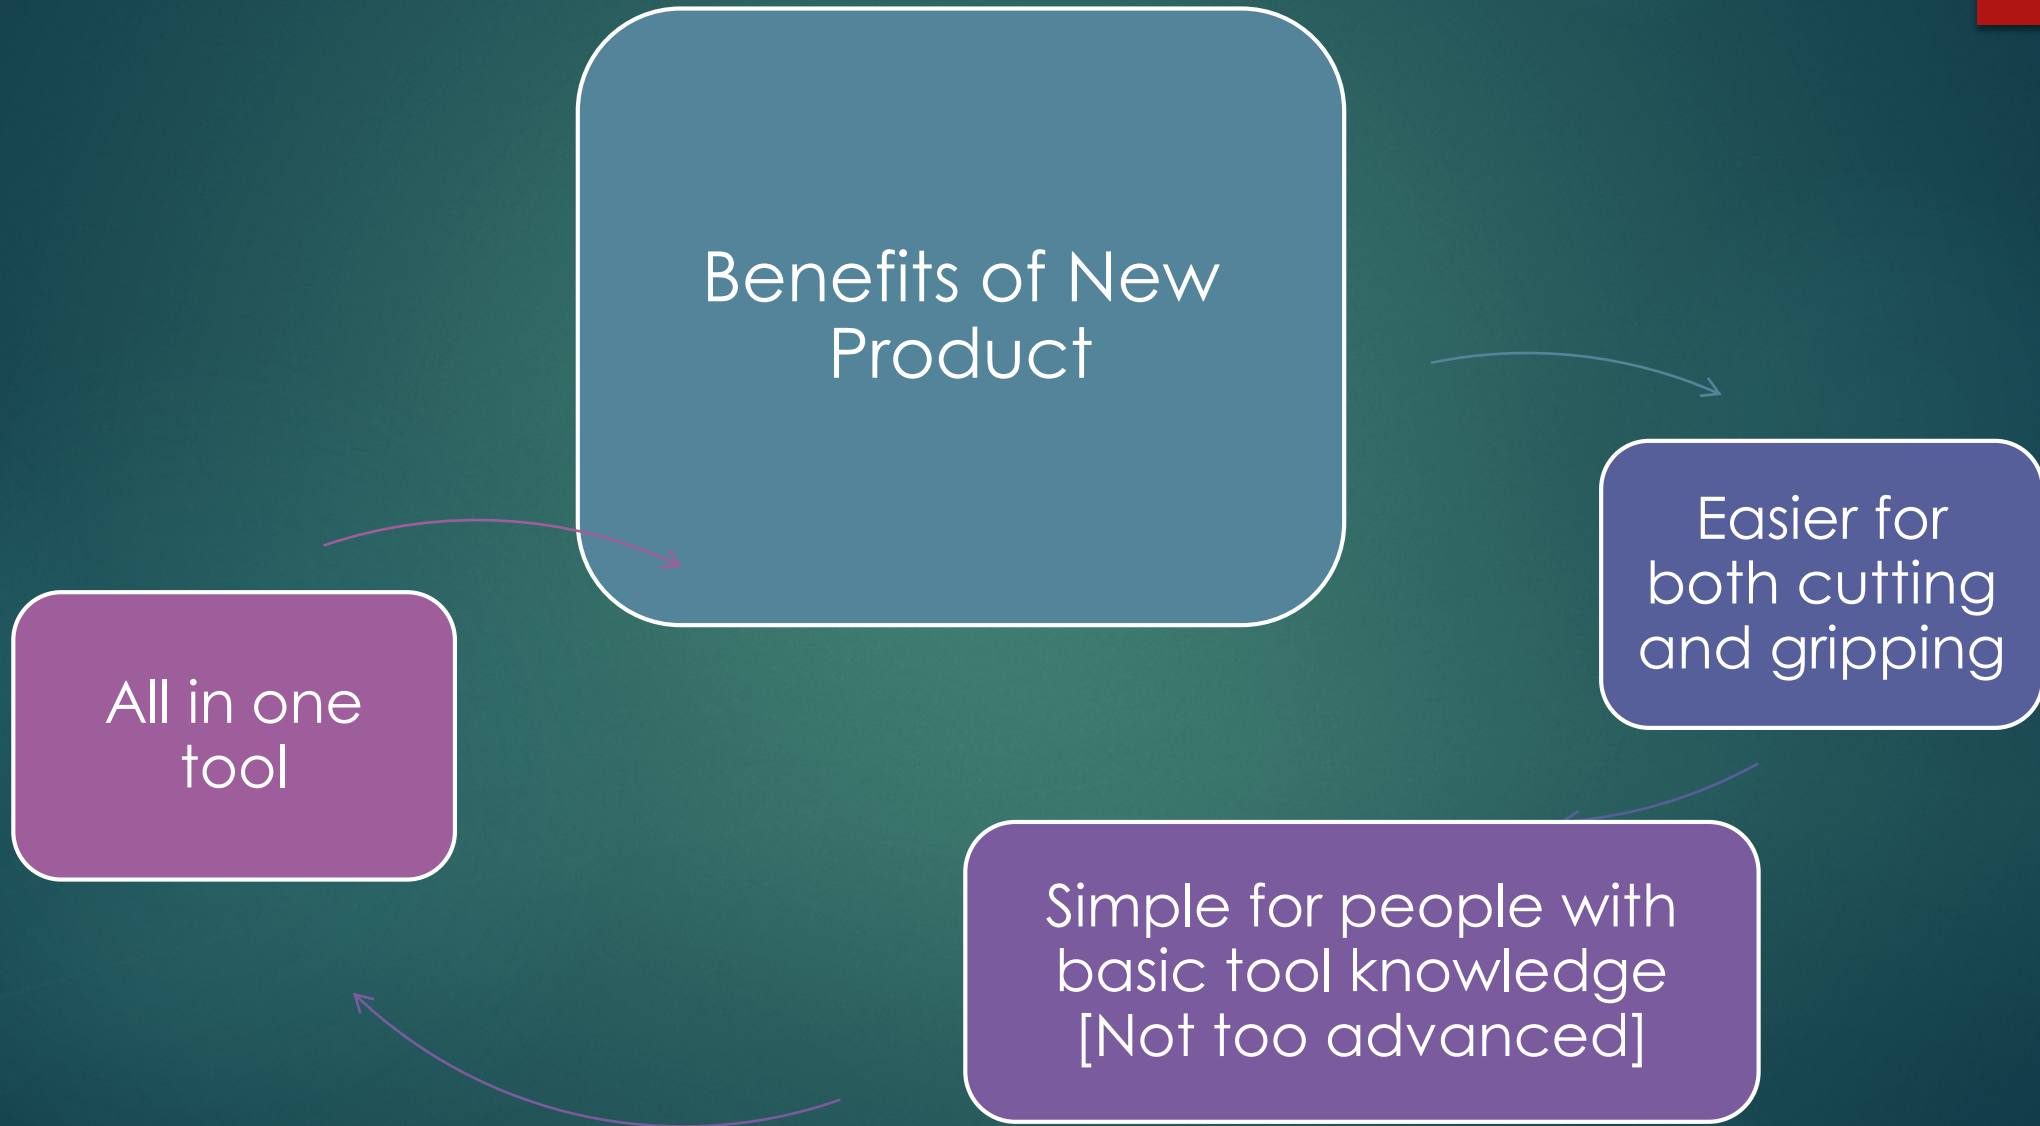 Benefits of New
Product
Easier for
both cutting
and gripping
Simple for people with
basic tool knowledge
[Not too advanced]
All in one
tool